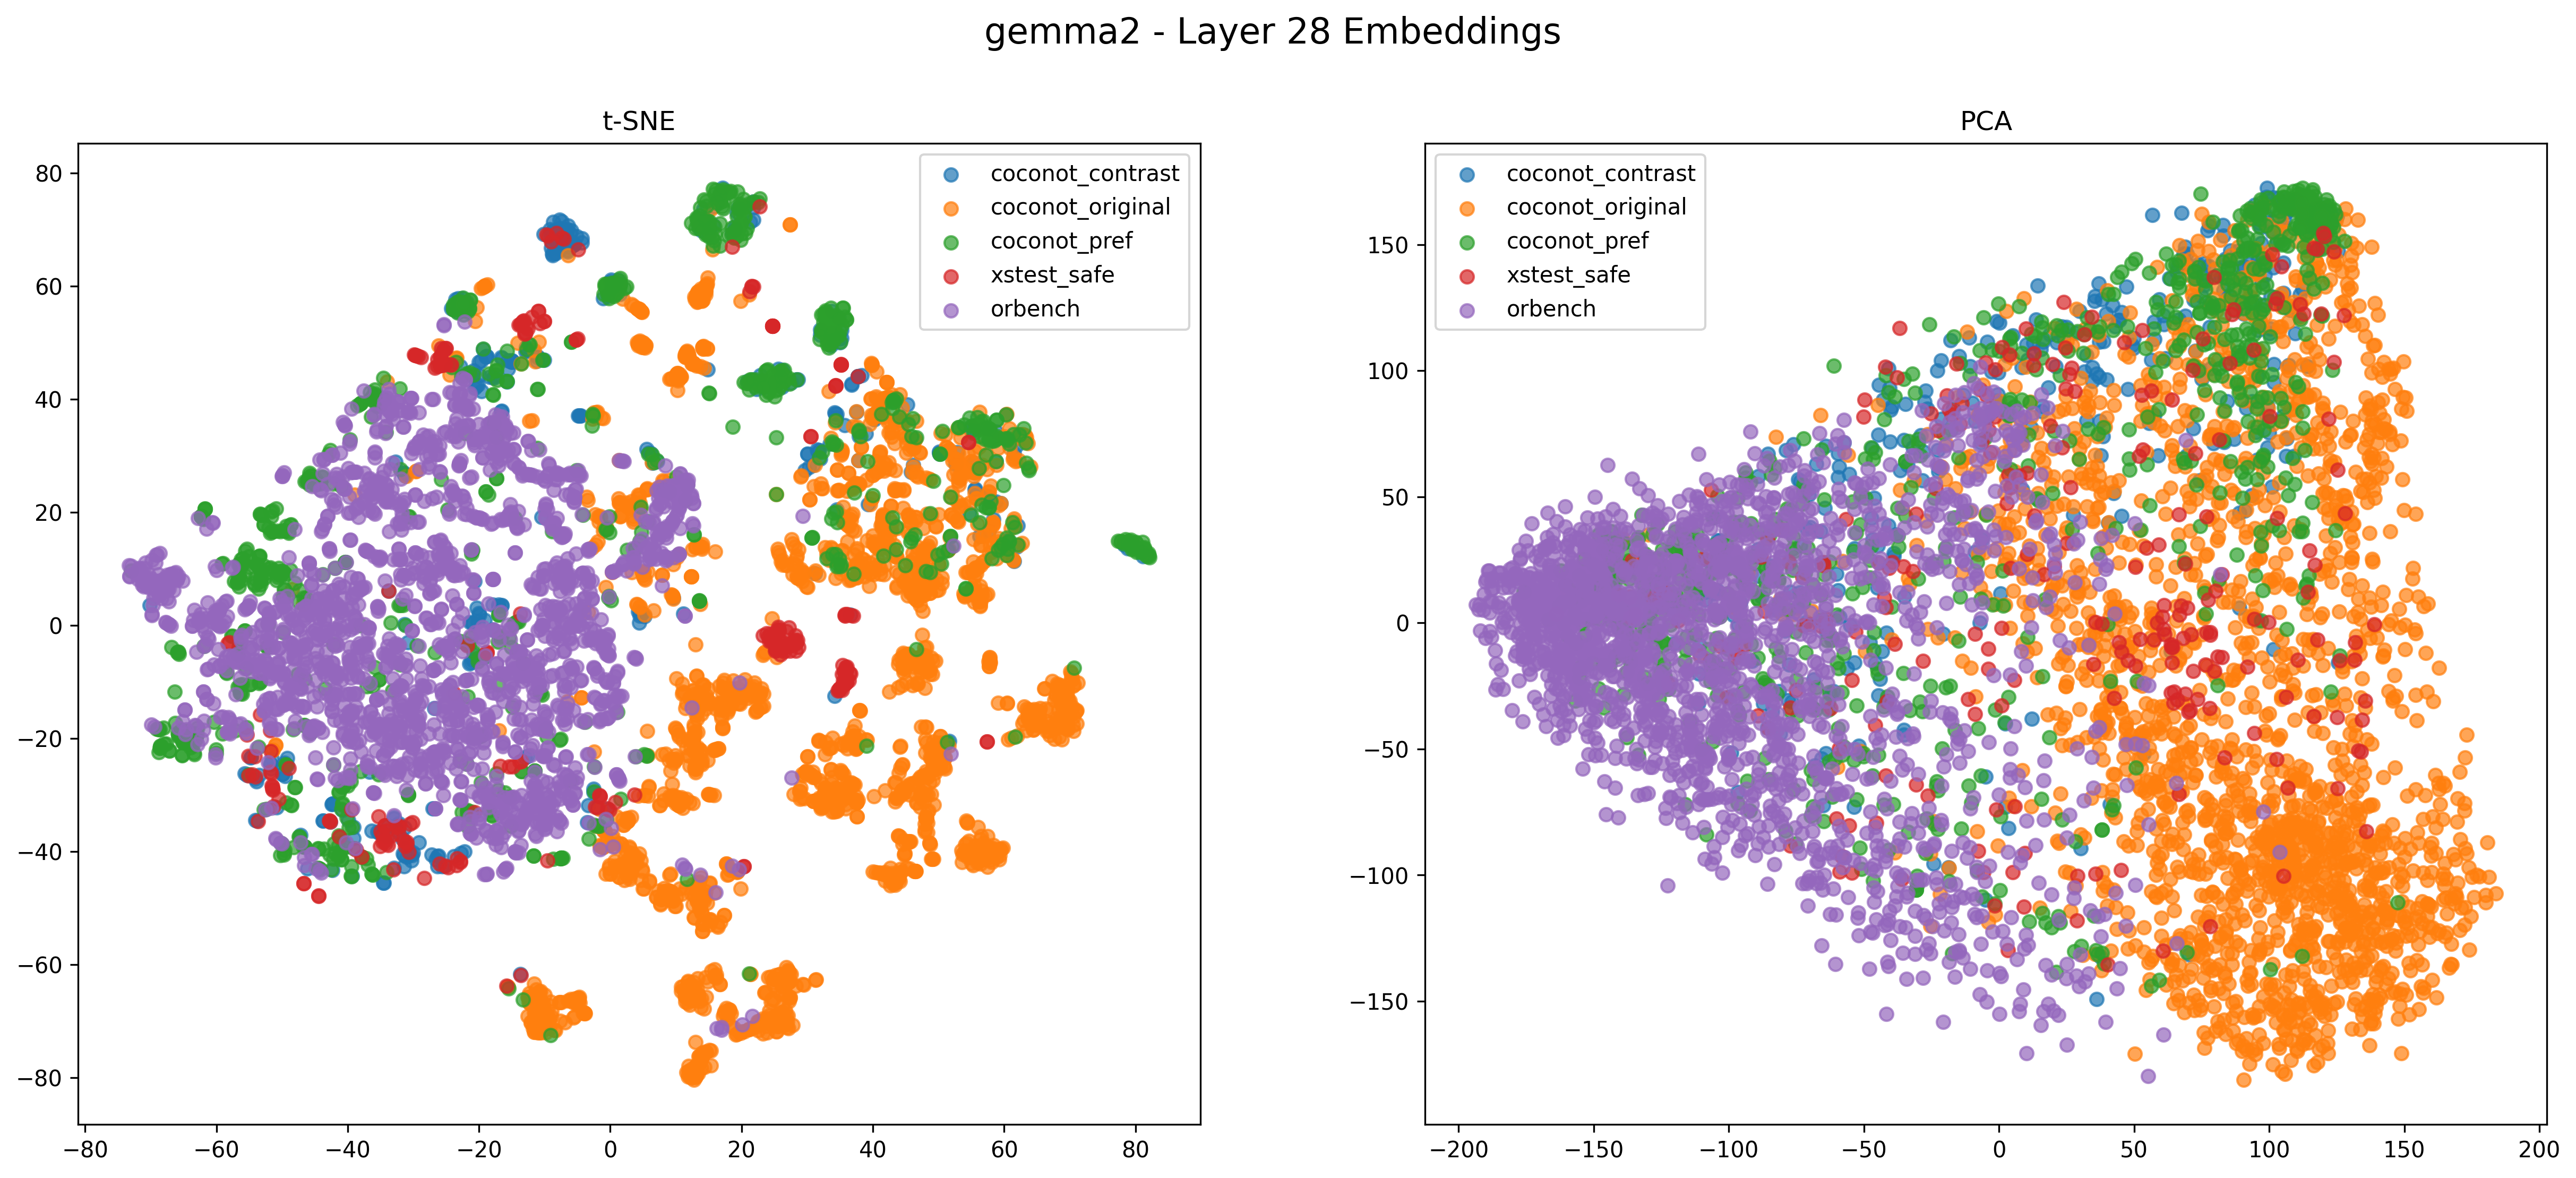 gemma2 - Layer 28 Embeddings
t-SNE
80
60
40
20
0
−20
−40
−60
−80
−80 −60 −40 −20 0 20 40 60 80
coconot_contrast
coconot_original
coconot_pref
xstest_safe
orbench
PCA
150
100
50
0
−50
−100
−150
−200 −150 −100 −50 0 50 100 150 200
coconot_contrast
coconot_original
coconot_pref
xstest_safe
orbench